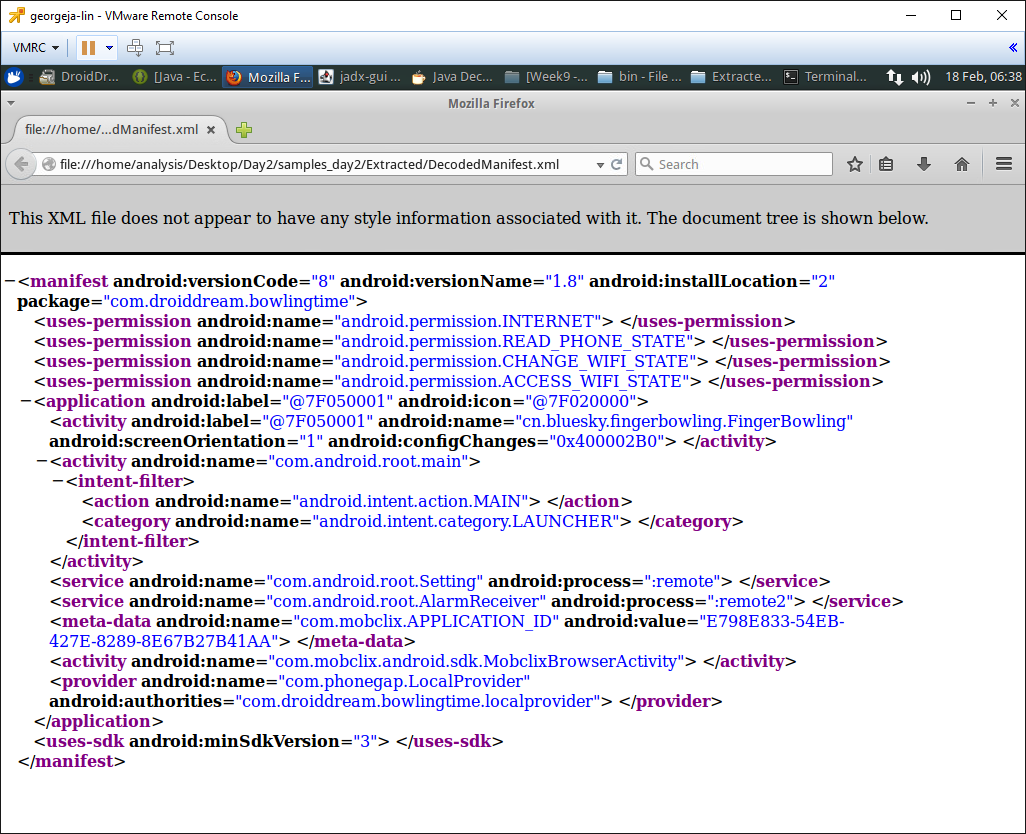 georgeja-lin - VMware Remote Console
VMRC
DroidDr... [Java - Ec... Mozilla F... jadx-gui ... Java Dec... [Week9 -... bin - File ... Extracte... Terminal... 18 Feb, 06:38
Mozilla Firefox
file:///home/...dManifest.xml
file:///home/analysis/Desktop/Day2/samples_day2/Extracted/DecodedManifest.xml Search
This XML file does not appear to have any style information associated with it. The document tree is shown below.
−<manifest android:versionCode="8" android:versionName="1.8" android:installLocation="2"
package="com.droiddream.bowlingtime">
<uses-permission android:name="android.permission.INTERNET"> </uses-permission>
<uses-permission android:name="android.permission.READ_PHONE_STATE"> </uses-permission>
<uses-permission android:name="android.permission.CHANGE_WIFI_STATE"> </uses-permission>
<uses-permission android:name="android.permission.ACCESS_WIFI_STATE"> </uses-permission>
−<application android:label="@7F050001" android:icon="@7F020000">
<activity android:label="@7F050001" android:name="cn.bluesky.fingerbowling.FingerBowling"
android:screenOrientation="1" android:configChanges="0x400002B0"> </activity>
−<activity android:name="com.android.root.main">
−<intent-filter>
<action android:name="android.intent.action.MAIN"> </action>
<category android:name="android.intent.category.LAUNCHER"> </category>
</intent-filter>
</activity>
<service android:name="com.android.root.Setting" android:process=":remote"> </service>
<service android:name="com.android.root.AlarmReceiver" android:process=":remote2"> </service>
<meta-data android:name="com.mobclix.APPLICATION_ID" android:value="E798E833-54EB-
427E-8289-8E67B27B41AA"> </meta-data>
<activity android:name="com.mobclix.android.sdk.MobclixBrowserActivity"> </activity>
<provider android:name="com.phonegap.LocalProvider"
android:authorities="com.droiddream.bowlingtime.localprovider"> </provider>
</application>
<uses-sdk android:minSdkVersion="3"> </uses-sdk>
</manifest>